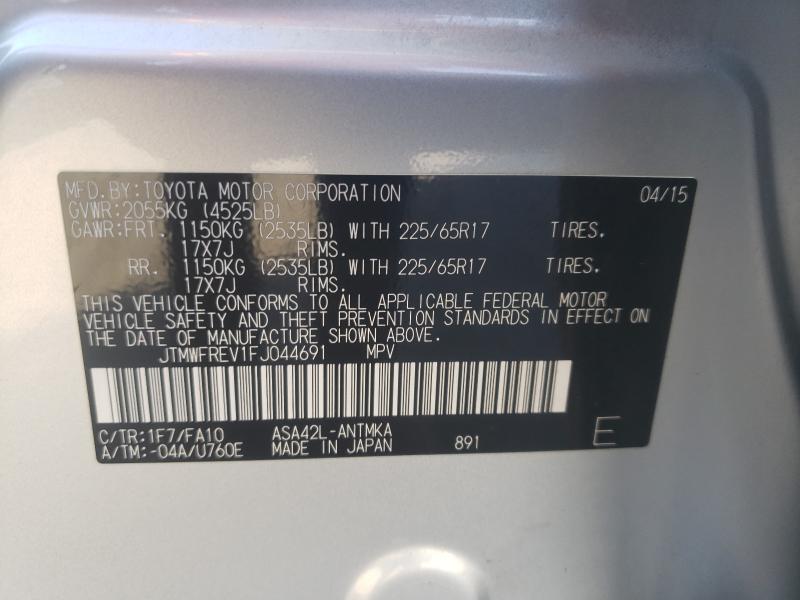 MFD.BY:TOYOTA MOTOR CORPORATION 04/15
GVWR:2055KG (4525LB)
GAWR:FRT. 1150KG (2535LB) WITH 225/65R17 TIRES.
17X7J RIMS.
RR. 1150KG (2535LB) WITH 225/65R17 TIRES.
17X7J RIMS.
THIS VEHICLE CONFORMS TO ALL APPLICABLE FEDERAL MOTOR
VEHICLE SAFETY AND THEFT PREVENTION STANDARDS IN EFFECT ON
THE DATE OF MANUFACTURE SHOWN ABOVE.
JTMWFREV1FJ044691 MPV
C/TR:1F7/FA10 ASA42L-ANTMKA
A/TM:-04A/U760E MADE IN JAPAN 891 E